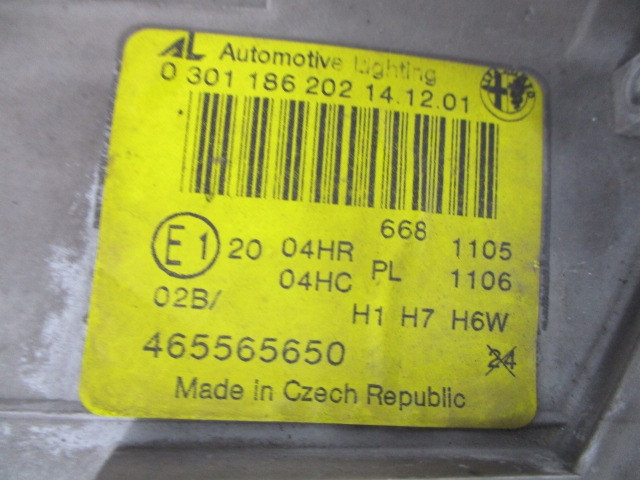 AL Automotive Lighting
0 301 186 202 14.12.01
668
E1 20 04HR 1105
04HC PL 1106
02B/
H1 H7 H6W
465565650 24
Made in Czech Republic